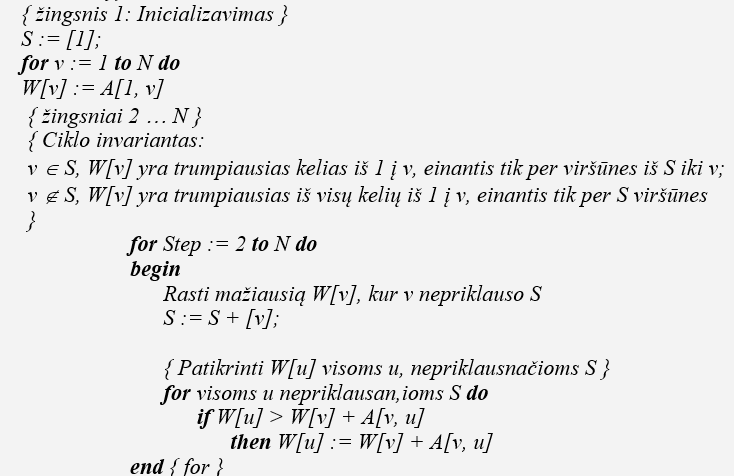 { žingsnis 1: Inicializavimas }
S := [1];
for v := 1 to N do
W[v] := A[1, v]
{ žingsniai 2 … N }
{ Ciklo invariantas:
v ∈ S, W[v] yra trumpiausias kelias iš 1 į v, einantis tik per viršūnes iš S iki v;
v ∉ S, W[v] yra trumpiausias iš visų kelių iš 1 į v, einantis tik per S viršūnes
}
for Step := 2 to N do
begin
Rasti mažiausią W[v], kur v nepriklauso S
S := S + [v];
{ Patikrinti W[u] visoms u, nepriklausnačioms S }
for visoms u nepriklausan,ioms S do
if W[u] > W[v] + A[v, u]
then W[u] := W[v] + A[v, u]
end { for }